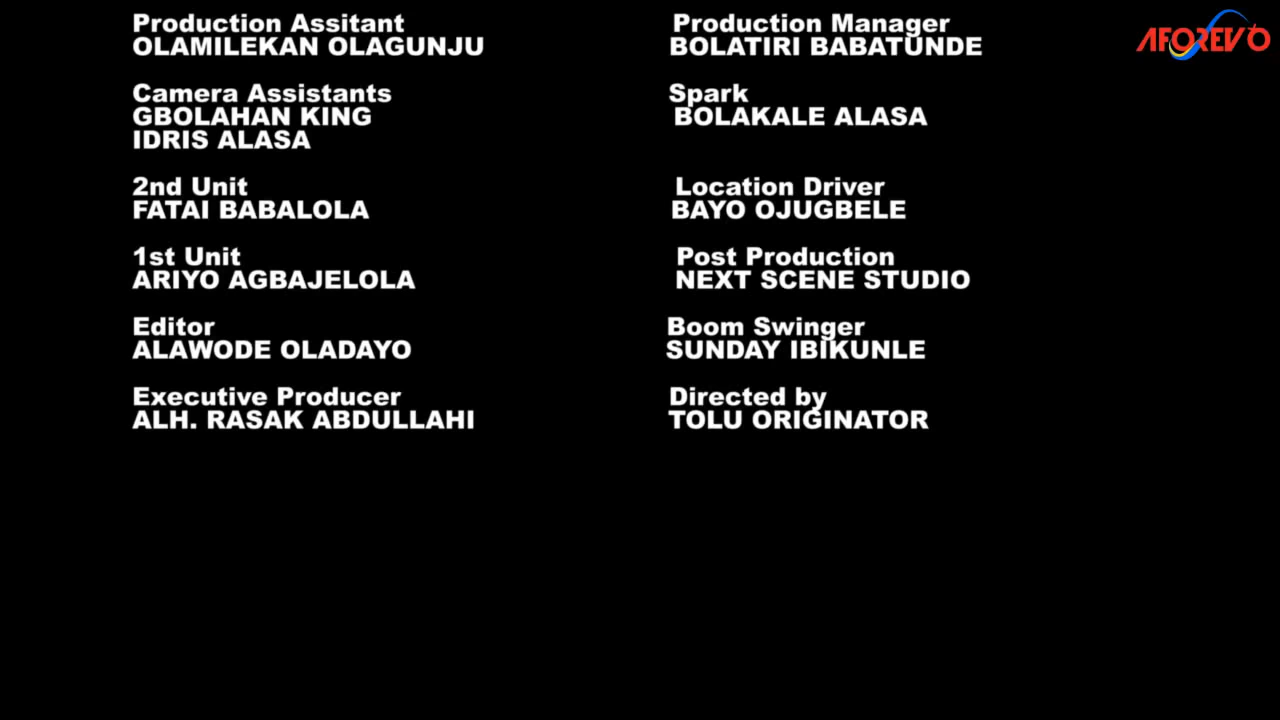 Production Assitant
OLAMILEKAN OLAGUNJU
Camera Assistants
GBOLAHAN KING
IDRIS ALASA
2nd Unit
FATAI BABALOLA
1st Unit
ARIYO AGBAJELOLA
Editor
ALAWODE OLADAYO
Executive Producer
ALH. RASAK ABDULLAHI
Production Manager
BOLATIRI BABATUNDE
Spark
BOLAKALE ALASA
Location Driver
BAYO OJUGBELE
Post Production
NEXT SCENE STUDIO
Boom Swinger
SUNDAY IBIKUNLE
Directed by
TOLU ORIGINATOR
AFOREVO